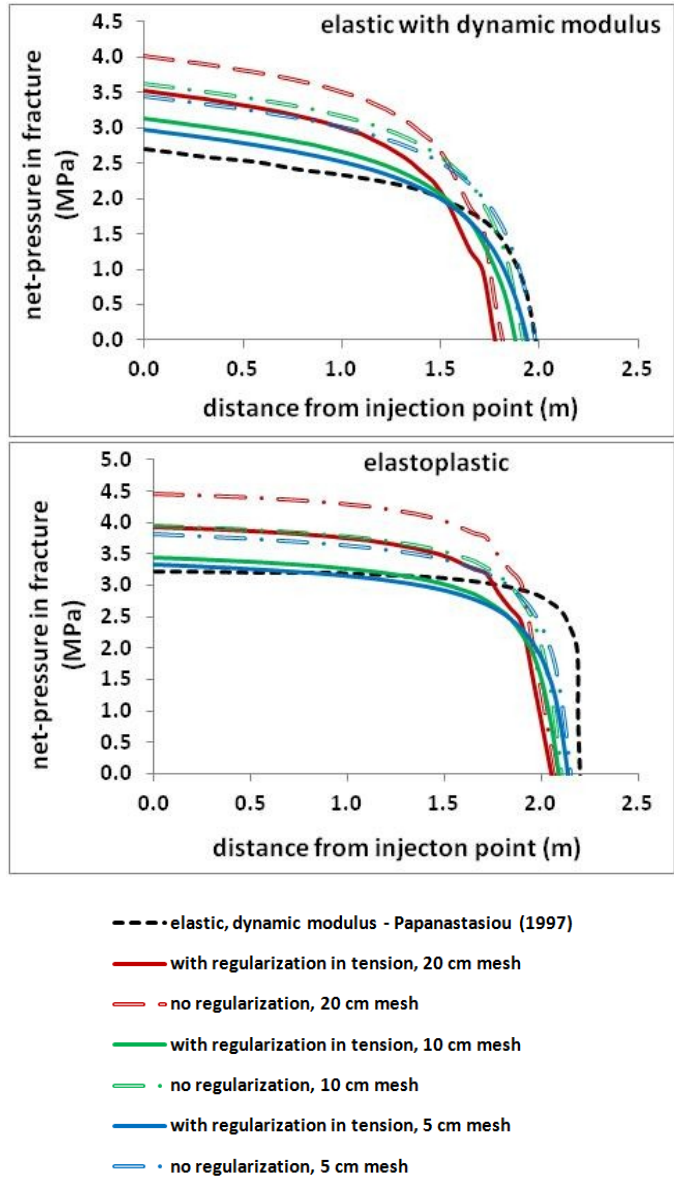 elastic with dynamic modulus
net-pressure in fracture
(MPa)
4.5
4.0
3.5
3.0
2.5
2.0
1.5
1.0
0.5
0.0
0.0 0.5 1.0 1.5 2.0 2.5
distance from injection point (m)
elastoplastic
net-pressure in fracture
(MPa)
5.0
4.5
4.0
3.5
3.0
2.5
2.0
1.5
1.0
0.5
0.0
0.0 0.5 1.0 1.5 2.0 2.5
distance from injecton point (m)
elastic, dynamic modulus - Papanastasiou (1997)
with regularization in tension, 20 cm mesh
no regularization, 20 cm mesh
with regularization in tension, 10 cm mesh
no regularization, 10 cm mesh
with regularization in tension, 5 cm mesh
no regularization, 5 cm mesh